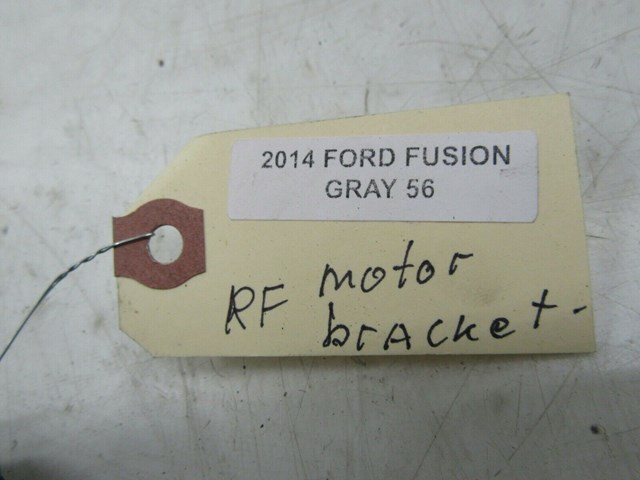 2014 FORD FUSION
GRAY 56
RF motor
bracket.